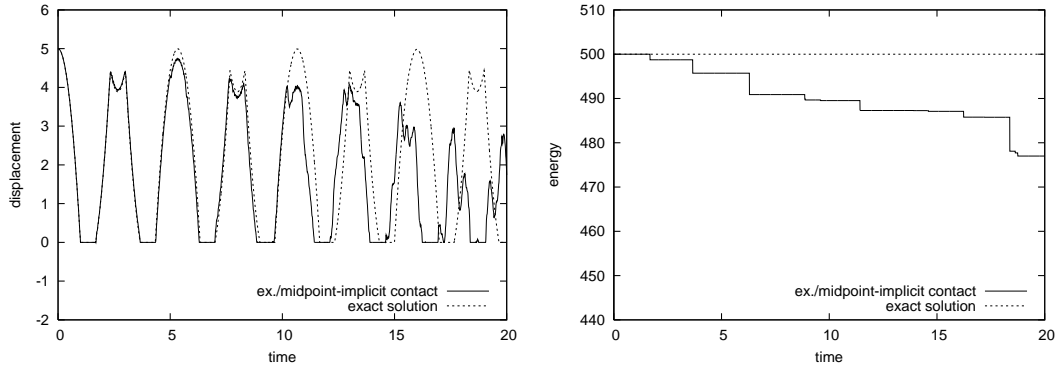 6
5
4
3
2
1
0
-1
-2
0 5 10 15 20
displacement
time
ex./midpoint-implicit contact
exact solution
510
500
490
480
470
460
450
440
0 5 10 15 20
energy
time
ex./midpoint-implicit contact
exact solution